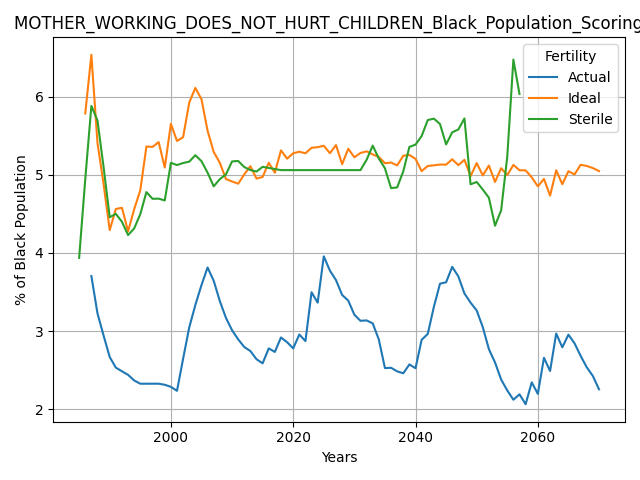 MOTHER_WORKING_DOES_NOT_HURT_CHILDREN_Black_Population_Scoring
Fertility
Actual
Ideal
Sterile
% of Black Population
6
5
4
3
2
2000 2020 2040 2060
Years